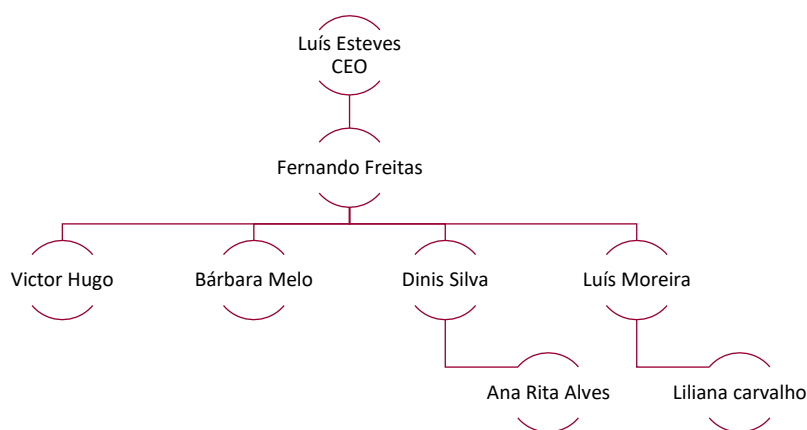 Luís Esteves
CEO
Fernando Freitas
Victor Hugo
Bárbara Melo
Dinis Silva
Luís Moreira
Ana Rita Alves
Liliana carvalho